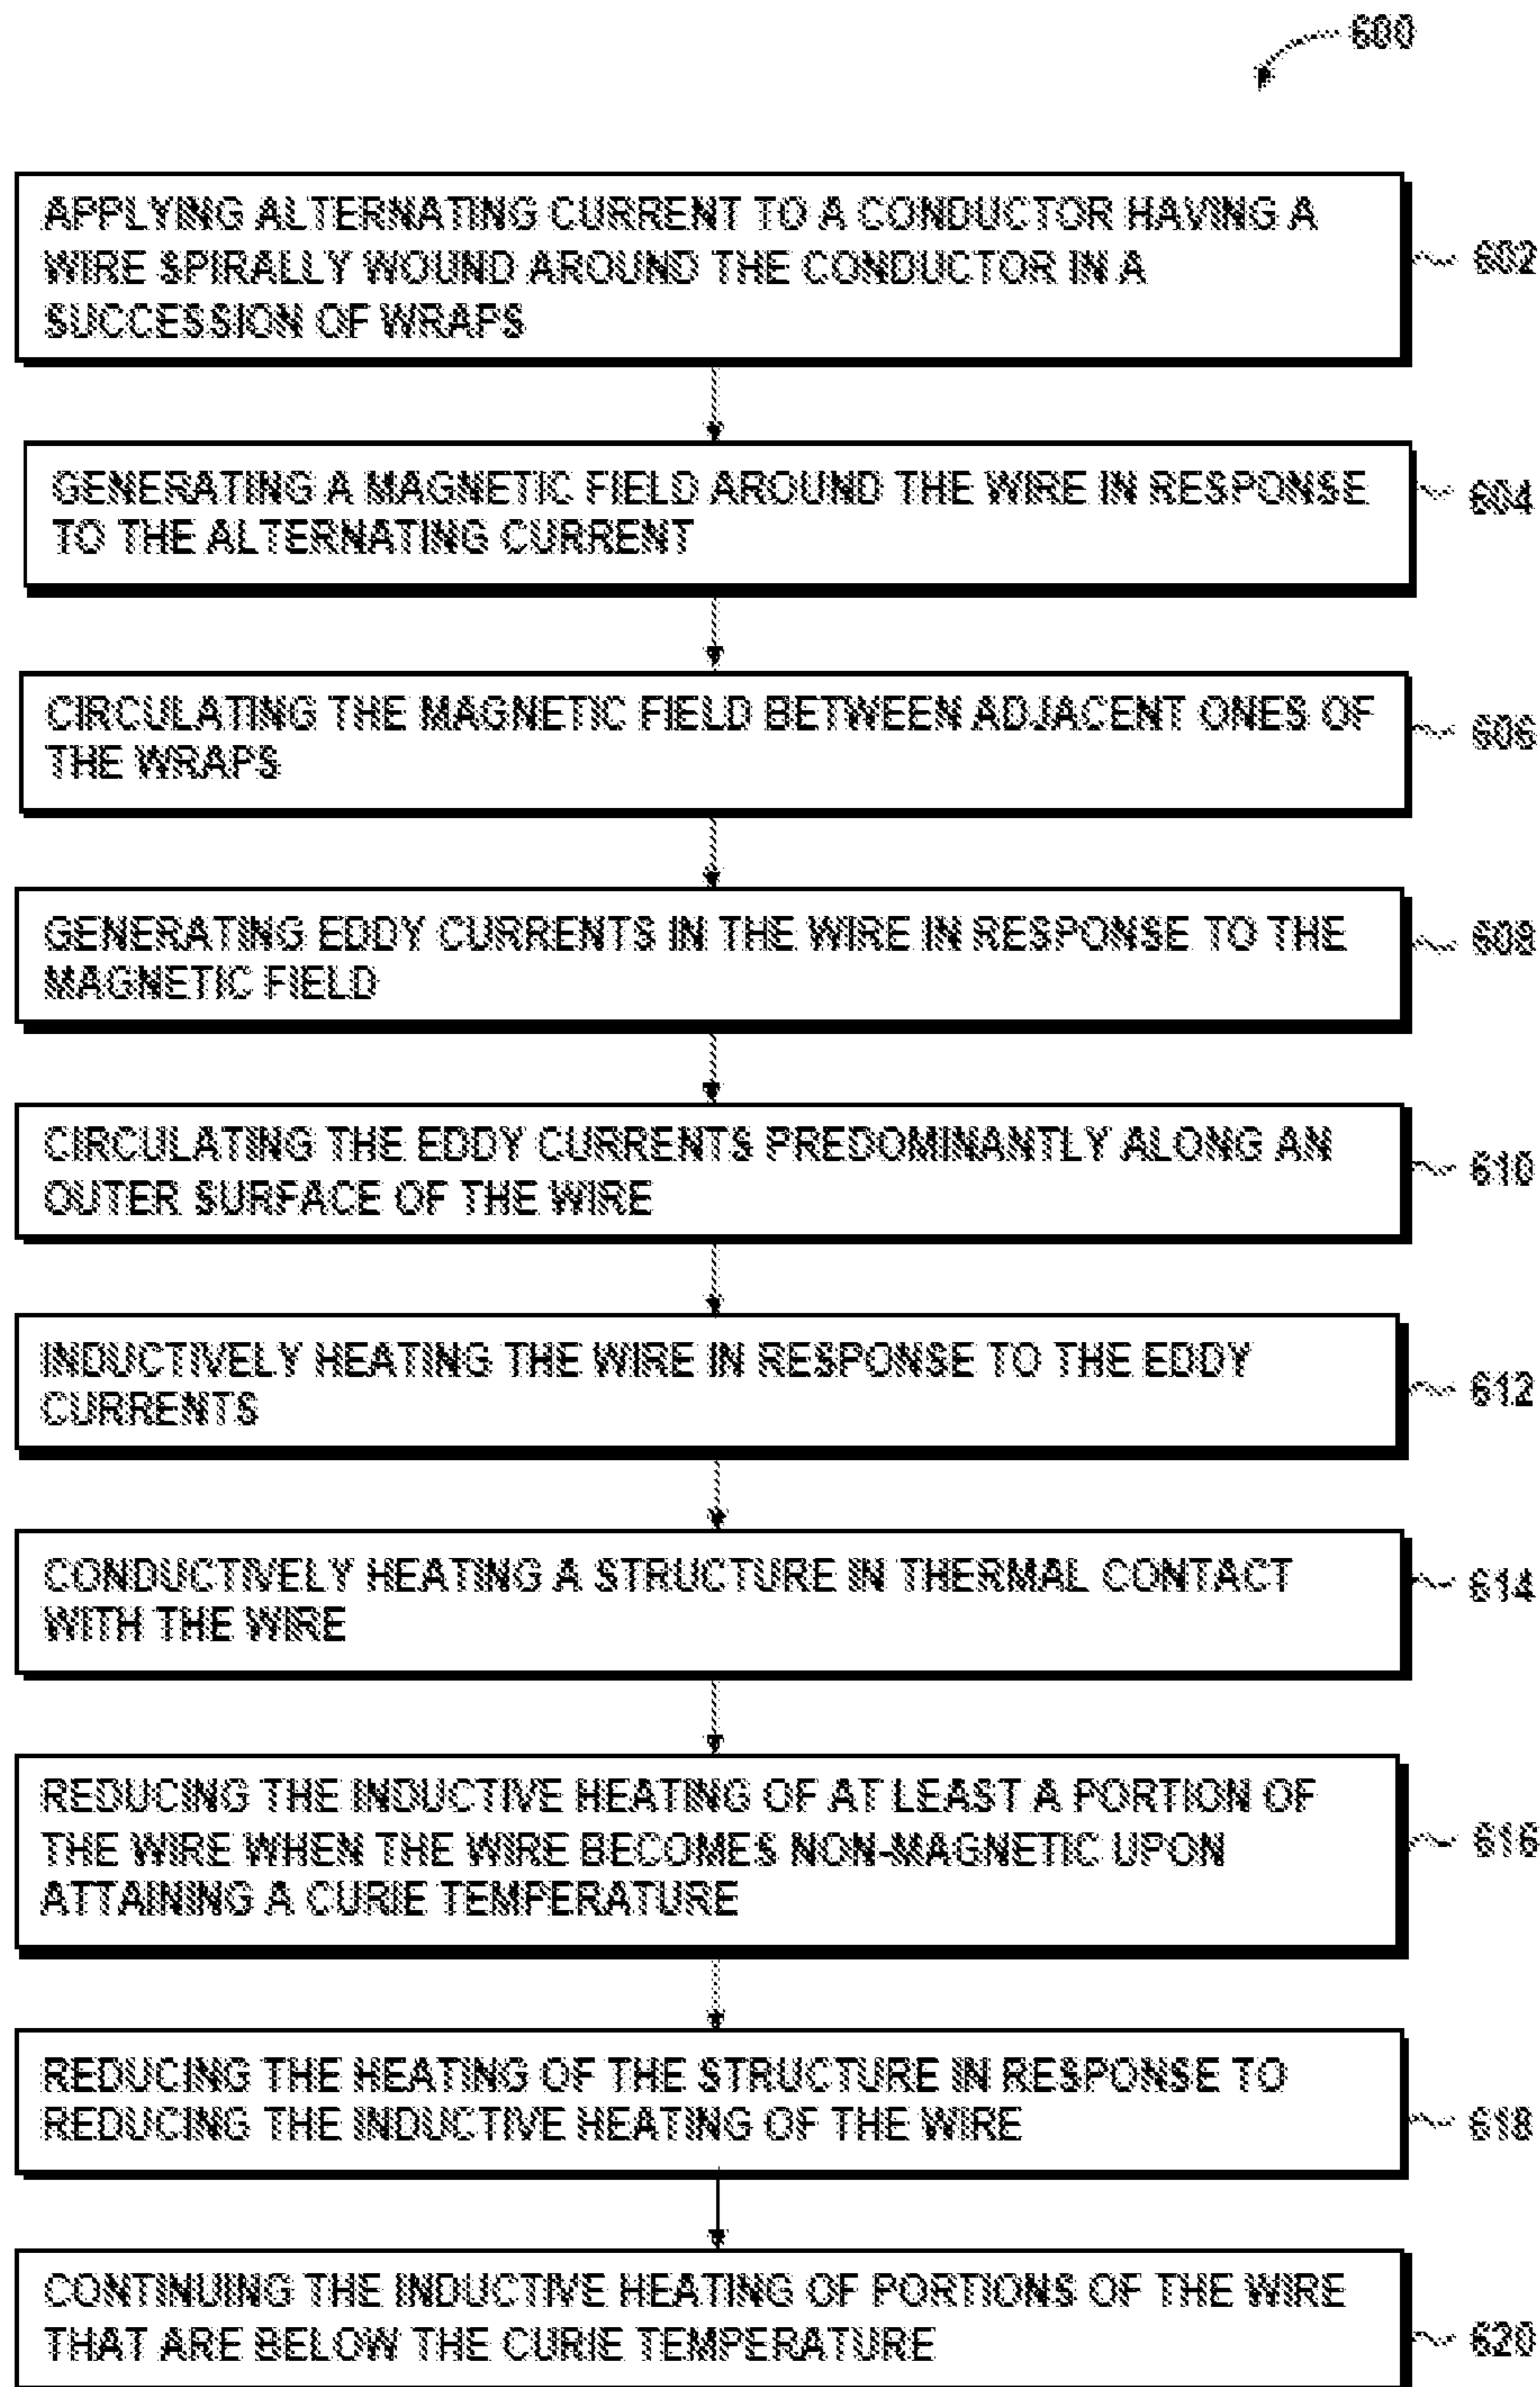 600
APPLYING ALTERNATING CURRENT TO A CONDUCTOR HAVING A
WIRE SPIRALLY WOUND AROUND THE CONDUCTOR IN A
SUCCESSION OF WRAPS
602
GENERATING A MAGNETIC FIELD AROUND THE WIRE IN RESPONSE
TO THE ALTERNATING CURRENT
604
CIRCULATING THE MAGNETIC FIELD BETWEEN ADJACENT ONES OF
THE WRAPS
606
GENERATING EDDY CURRENTS IN THE WIRE IN RESPONSE TO THE
MAGNETIC FIELD
608
CIRCULATING THE EDDY CURRENTS PREDOMINANTLY ALONG AN
OUTER SURFACE OF THE WIRE
610
INDUCTIVELY HEATING THE WIRE IN RESPONSE TO THE EDDY
CURRENTS
612
CONDUCTIVELY HEATING A STRUCTURE IN THERMAL CONTACT
WITH THE WIRE
614
REDUCING THE INDUCTIVE HEATING OF AT LEAST A PORTION OF
THE WIRE WHEN THE WIRE BECOMES NON-MAGNETIC UPON
ATTAINING A CURIE TEMPERATURE
616
REDUCING THE HEATING OF THE STRUCTURE IN RESPONSE TO
REDUCING THE INDUCTIVE HEATING OF THE WIRE
618
CONTINUING THE INDUCTIVE HEATING OF PORTIONS OF THE WIRE
THAT ARE BELOW THE CURIE TEMPERATURE
620